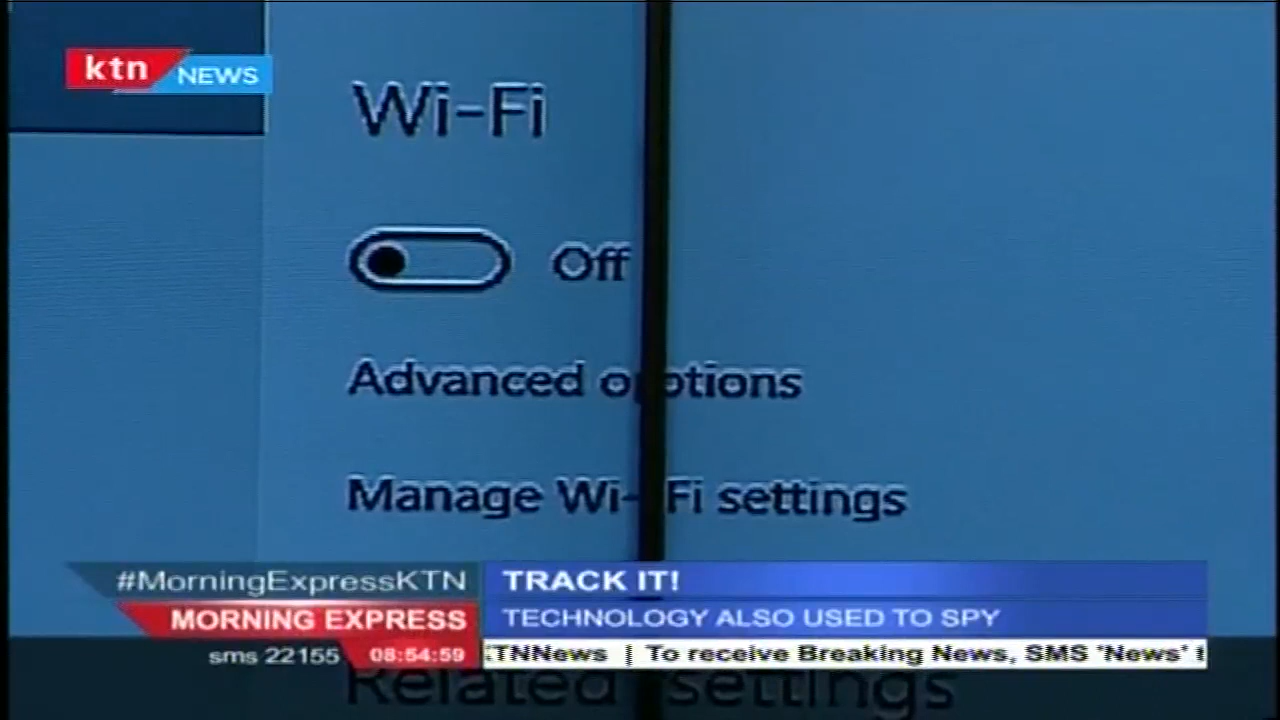 ktn NEWS
Wi-Fi
Off
Advanced options
Manage Wi-Fi settings
#MorningExpressKTN
TRACK IT!
MORNING EXPRESS
TECHNOLOGY ALSO USED TO SPY
sms 22155
08:54:59
KTNNews | To receive Breaking News, SMS 'News' t
Related settings